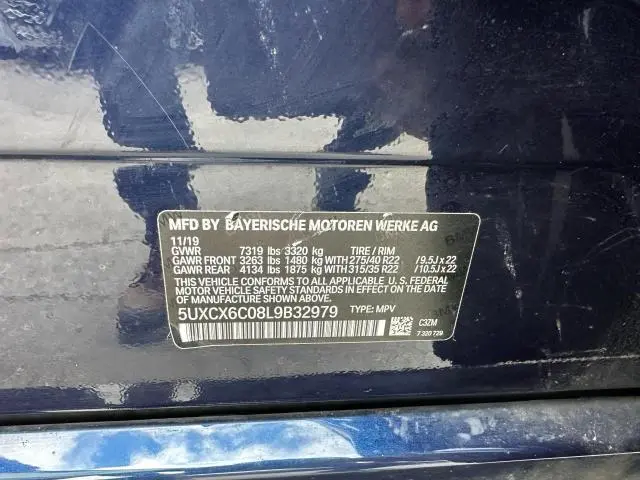 MFD BY BAYERISCHE MOTOREN WERKE AG
11/19
GVWR 7319 lbs 3320 kg TIRE / RIM
GAWR FRONT 3263 lbs 1480 kg WITH 275/40 R22 / 9.5J x 22
GAWR REAR 4134 lbs 1875 kg WITH 315/35 R22 / 10.5J x 22
THIS VEHICLE CONFORMS TO ALL APPLICABLE U.S. FEDERAL
MOTOR VEHICLE SAFETY STANDARDS IN EFFECT ON THE
DATE OF MANUFACTURE SHOWN ABOVE.
5UXCX6C08L9B32979 TYPE: MPV
C3ZM
7 320 729